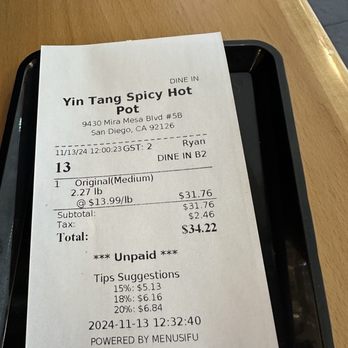 DINE IN
Yin Tang Spicy Hot
Pot
9430 Mira Mesa Blvd #5B
San Diego, CA 92126
11/13/24 12:00:23 GST: 2 Ryan
13 DINE IN B2
1 Original(Medium)
2.27 lb
@ $13.99/lb $31.76
Subtotal: $31.76
Tax: $2.46
Total: $34.22
*** Unpaid ***
Tips Suggestions
15%: $5.13
18%: $6.16
20%: $6.84
2024-11-13 12:32:40
POWERED BY MENUSIFU